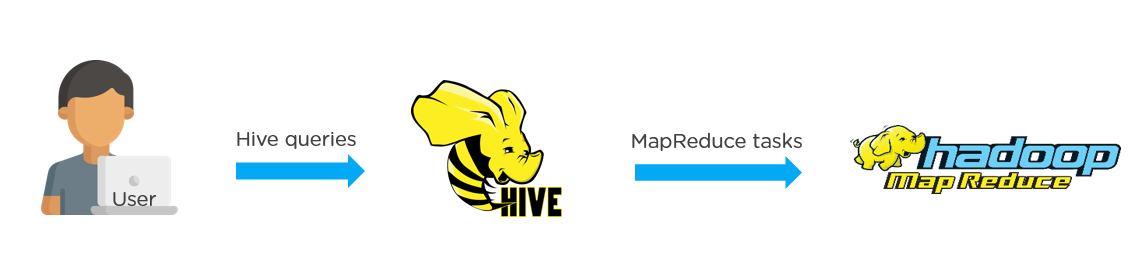 User
Hive queries
HIVE
MapReduce tasks
hadoop
Map Reduce